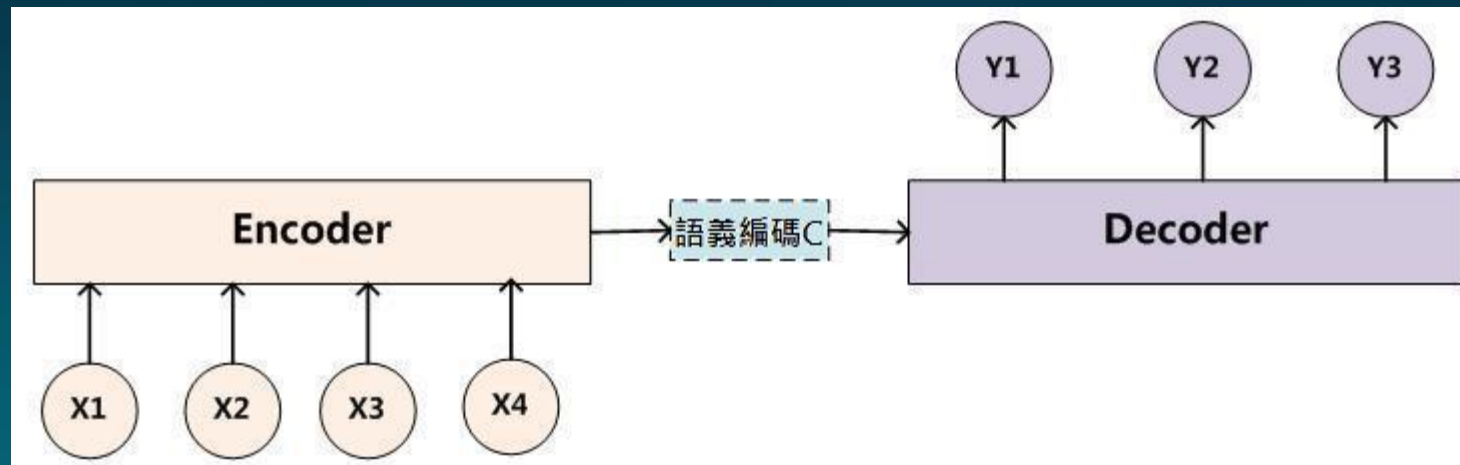 Y1 Y2 Y3
Encoder
語義編碼C
Decoder
X1 X2 X3 X4